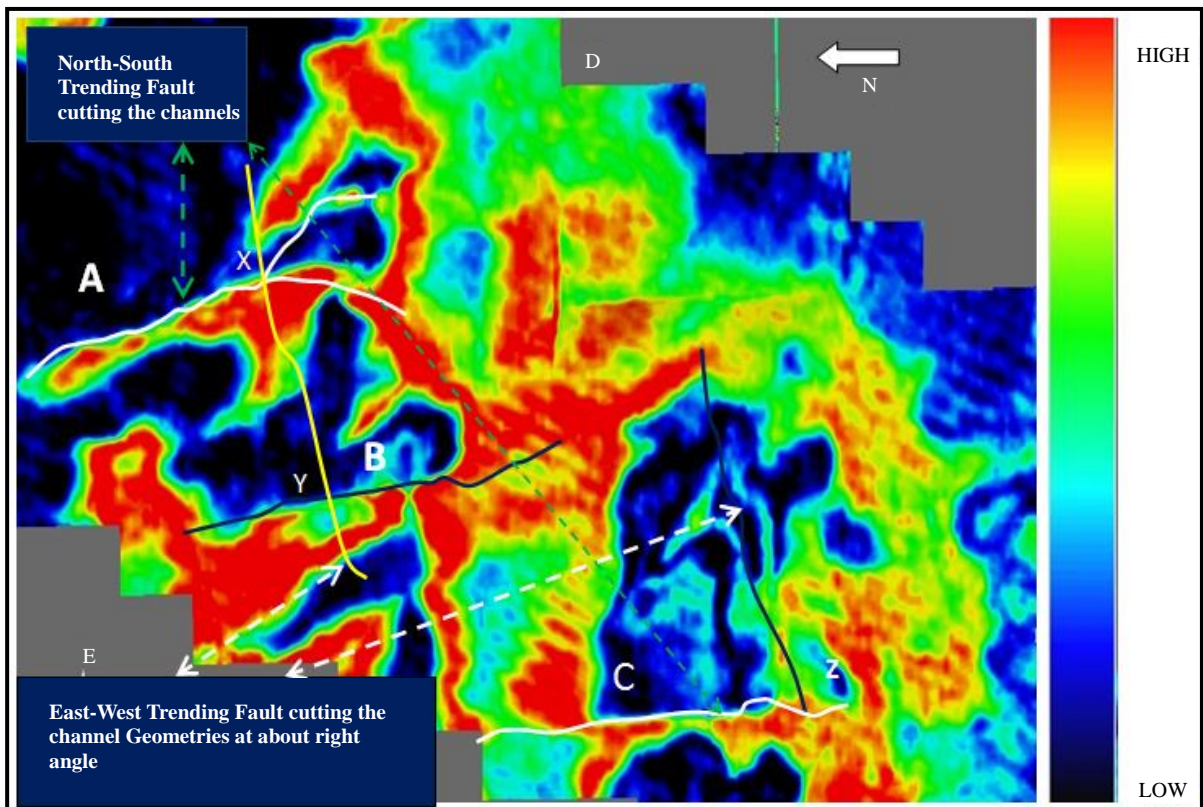 North-South
Trending Fault
cutting the channels
D
N
HIGH
X
A
B
Y
C
Z
E
East-West Trending Fault cutting the
channel Geometries at about right
angle
LOW